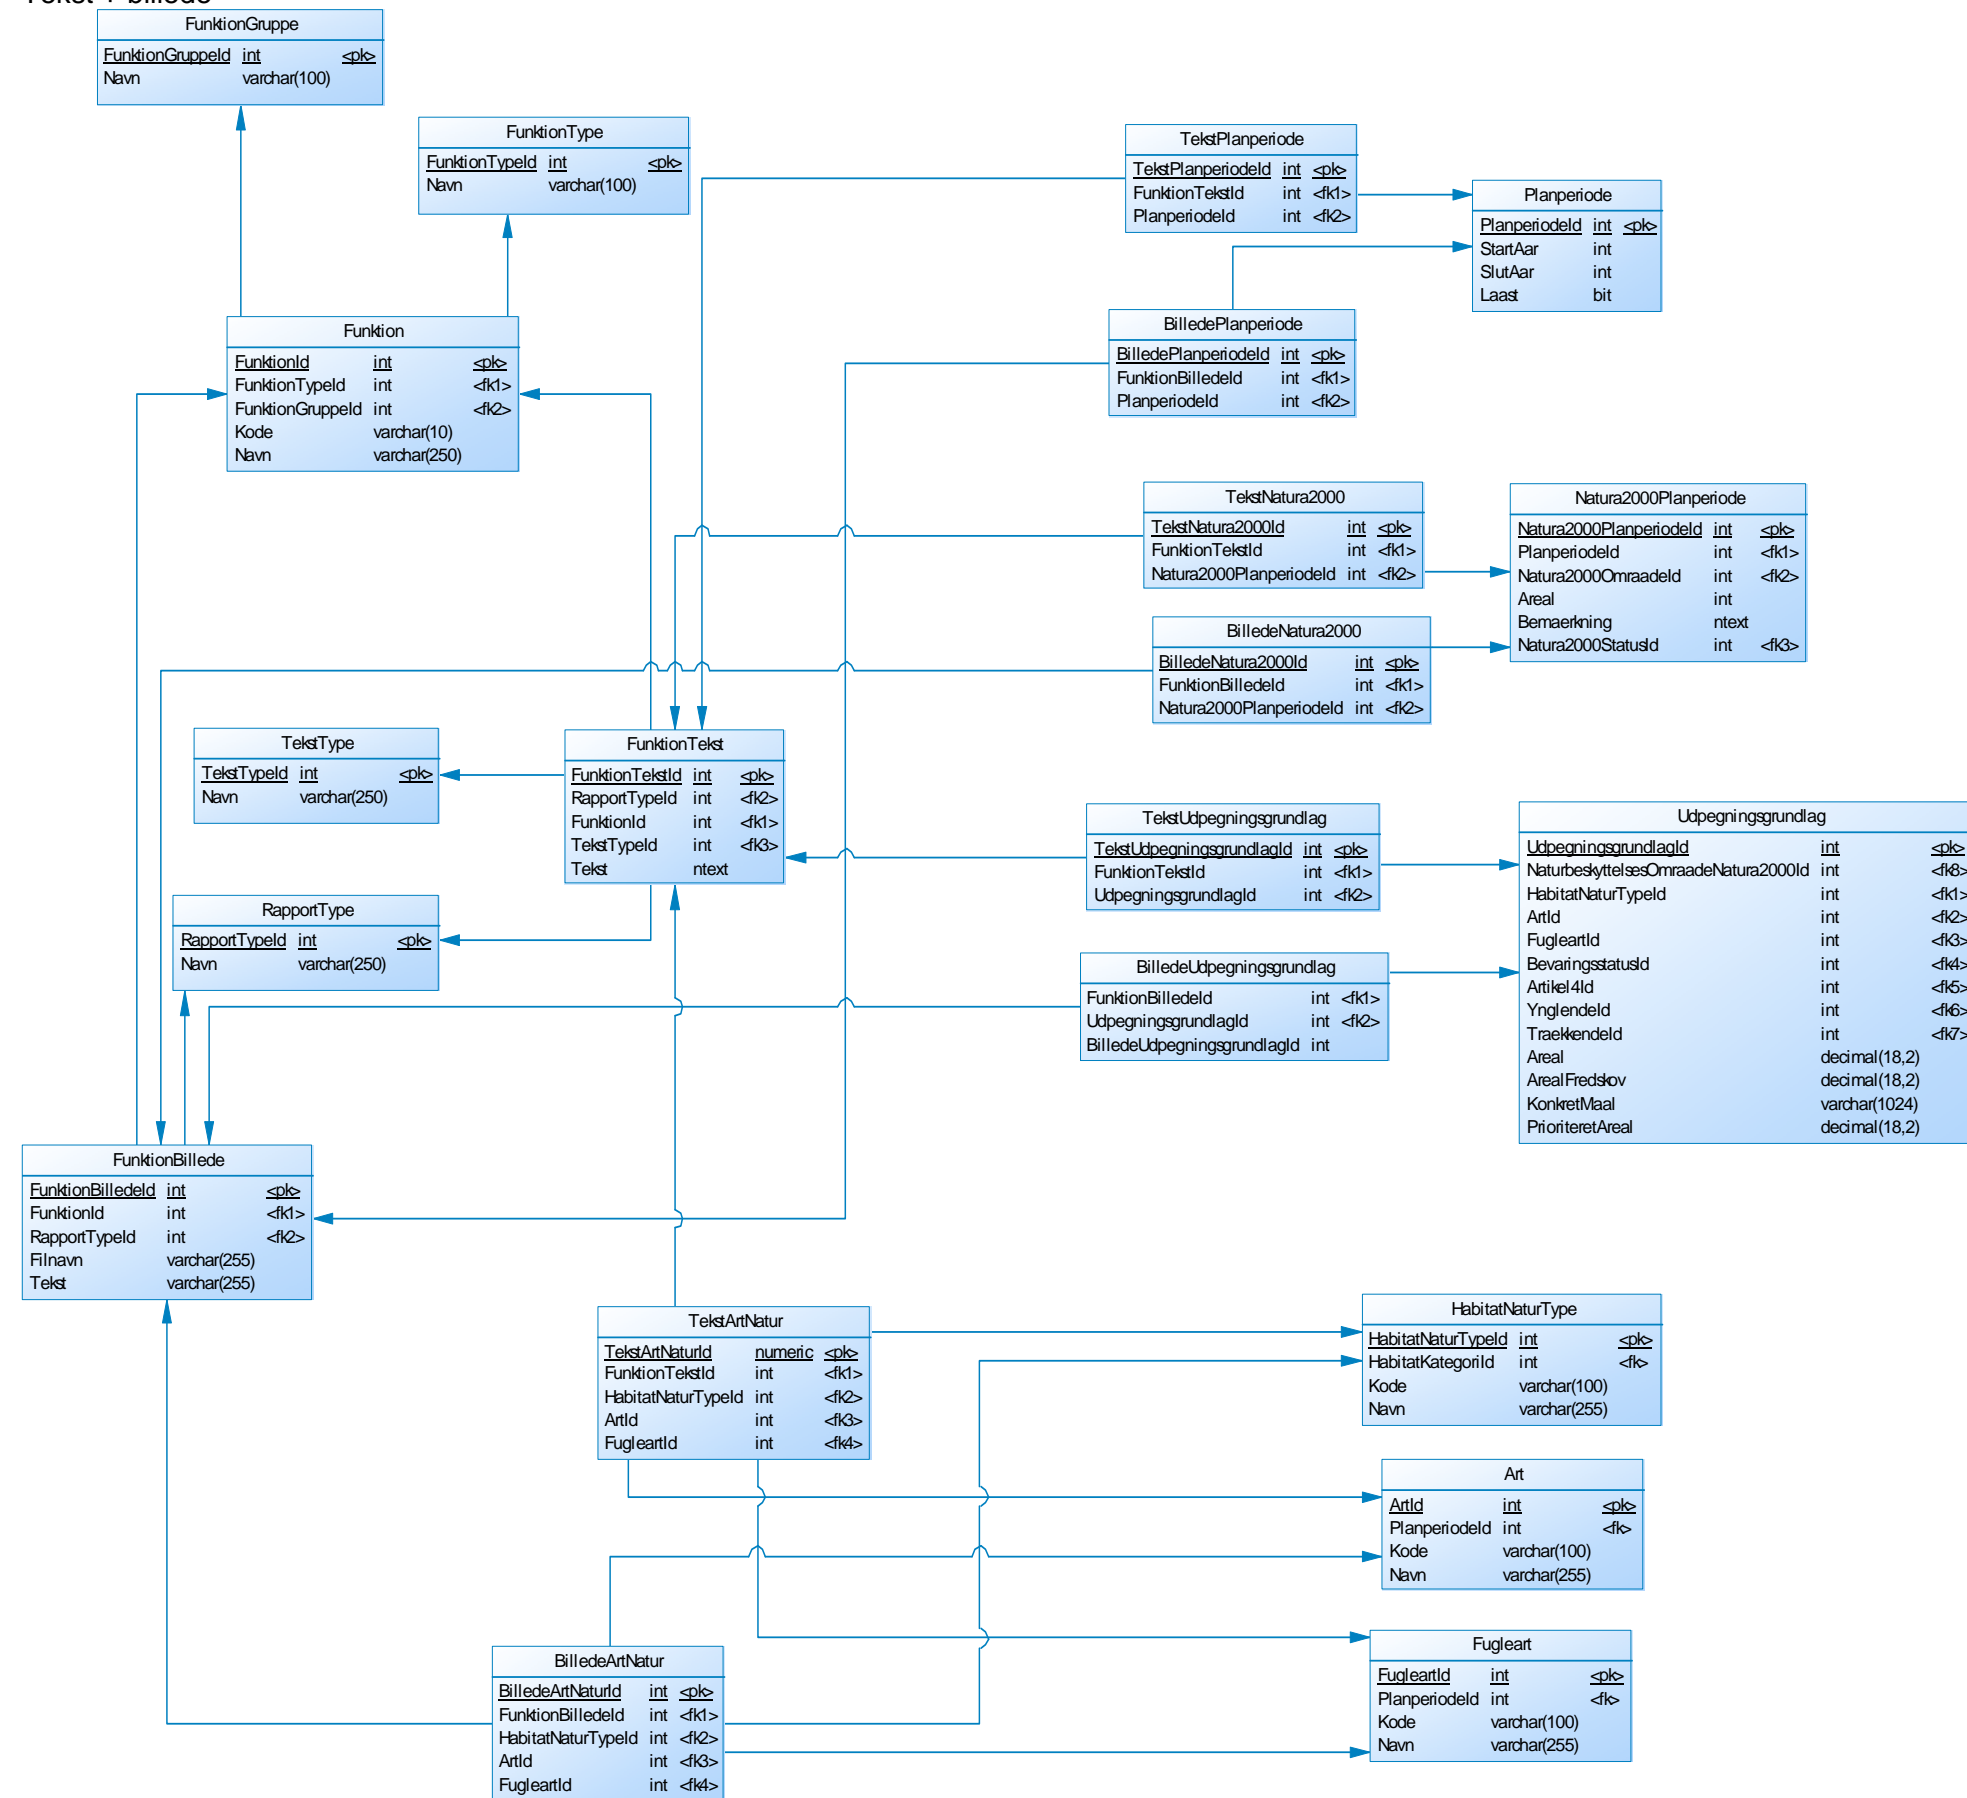 Tekst + billede
FunktionGruppe
FunktionGruppeId int <pk>
Navn varchar(100)
FunktionType
FunktionTypeId int <pk>
Navn varchar(100)
TekstPlanperiode
TekstPlanperiodeId int <pk>
FunktionTekstId int <fk1>
PlanperiodeId int <fk2>
Planperiode
PlanperiodeId int <pk>
StartAar int
SlutAar int
Laast bit
Funktion
FunktionId int <pk>
FunktionTypeId int <fk1>
FunktionGruppeId int <fk2>
Kode varchar(10)
Navn varchar(250)
BilledePlanperiode
BilledePlanperiodeId int <pk>
FunktionBilledeId int <fk1>
PlanperiodeId int <fk2>
TekstNatura2000
TekstNatura2000Id int <pk>
FunktionTekstId int <fk1>
Natura2000PlanperiodeId int <fk2>
Natura2000Planperiode
Natura2000PlanperiodeId int <pk>
PlanperiodeId int <fk1>
Natura2000OmraadeId int <fk2>
Areal int
Bemaerkning ntext
Natura2000StatusId int <fk3>
BilledeNatura2000
BilledeNatura2000Id int <pk>
FunktionBilledeId int <fk1>
Natura2000PlanperiodeId int <fk2>
TekstType
TekstTypeId int <pk>
Navn varchar(250)
FunktionTekst
FunktionTekstId int <pk>
RapportTypeId int <fk2>
FunktionId int <fk1>
TekstTypeId int <fk3>
Tekst ntext
TekstUdpegningsgrundlag
TekstUdpegningsgrundlagId int <pk>
FunktionTekstId int <fk1>
UdpegningsgrundlagId int <fk2>
Udpegningsgrundlag
UdpegningsgrundlagId int <pk>
NaturbeskyttelsesOmraadeNatura2000Id int <fk8>
HabitatNaturTypeId int <fk1>
ArtId int <fk2>
FugleartId int <fk3>
BevaringsstatusId int <fk4>
Artikel4Id int <fk5>
YnglendeId int <fk6>
TraekkendeId int <fk7>
Areal decimal(18,2)
ArealFredskov decimal(18,2)
KonkretMaal varchar(1024)
PrioriteretAreal decimal(18,2)
RapportType
RapportTypeId int <pk>
Navn varchar(250)
BilledeUdpegningsgrundlag
FunktionBilledeId int <fk1>
UdpegningsgrundlagId int <fk2>
BilledeUdpegningsgrundlagId int
FunktionBillede
FunktionBilledeId int <pk>
FunktionId int <fk1>
RapportTypeId int <fk2>
Filnavn varchar(255)
Tekst varchar(255)
TekstArtNatur
TekstArtNaturId numeric <pk>
FunktionTekstId int <fk1>
HabitatNaturTypeId int <fk2>
ArtId int <fk3>
FugleartId int <fk4>
HabitatNaturType
HabitatNaturTypeId int <pk>
HabitatKategoriId int <fk>
Kode varchar(100)
Navn varchar(255)
Art
ArtId int <pk>
PlanperiodeId int <fk>
Kode varchar(100)
Navn varchar(255)
BilledeArtNatur
BilledeArtNaturId int <pk>
FunktionBilledeId int <fk1>
HabitatNaturTypeId int <fk2>
ArtId int <fk3>
FugleartId int <fk4>
Fugleart
FugleartId int <pk>
PlanperiodeId int <fk>
Kode varchar(100)
Navn varchar(255)